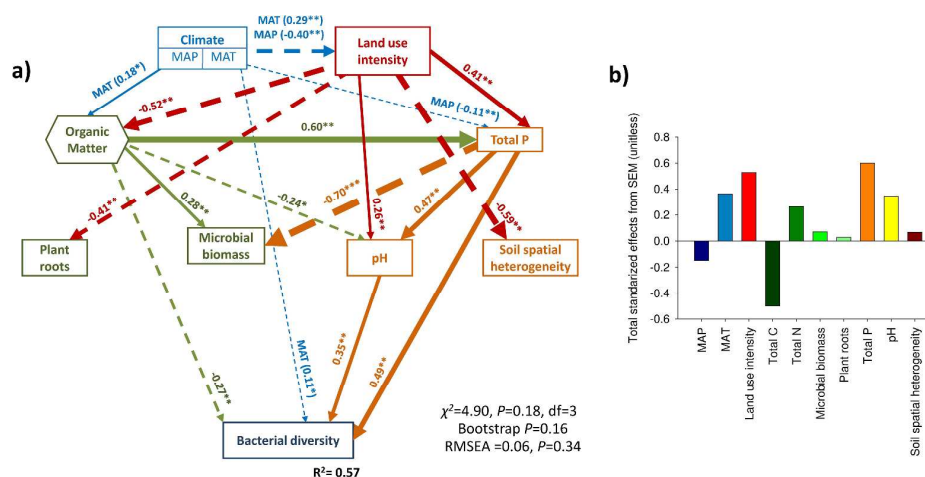 a)
Climate
MAP MAT
MAT (0.29**)
MAP (-0.40**)
Land use
intensity
MAT (0.18*)
-0.52**
MAP (-0.11**)
0.41**
Organic
Matter
0.60**
Total P
-0.41**
0.28**
-0.24*
-0.70***
0.26**
0.47**
-0.59**
Plant
roots
Microbial
biomass
pH
Soil spatial
heterogeneity
-0.27**
MAT (0.11*)
0.35**
0.49**
Bacterial diversity
R²= 0.57
χ²=4.90, P=0.18, df=3
Bootstrap P=0.16
RMSEA =0.06, P=0.34
b)
Total standarized effects from SEM (unitless)
0.8
0.6
0.4
0.2
0.0
-0.2
-0.4
-0.6
MAP
MAT
Land use intensity
Total C
Total N
Microbial biomass
Plant roots
Total P
pH
Soil spatial heterogeneity